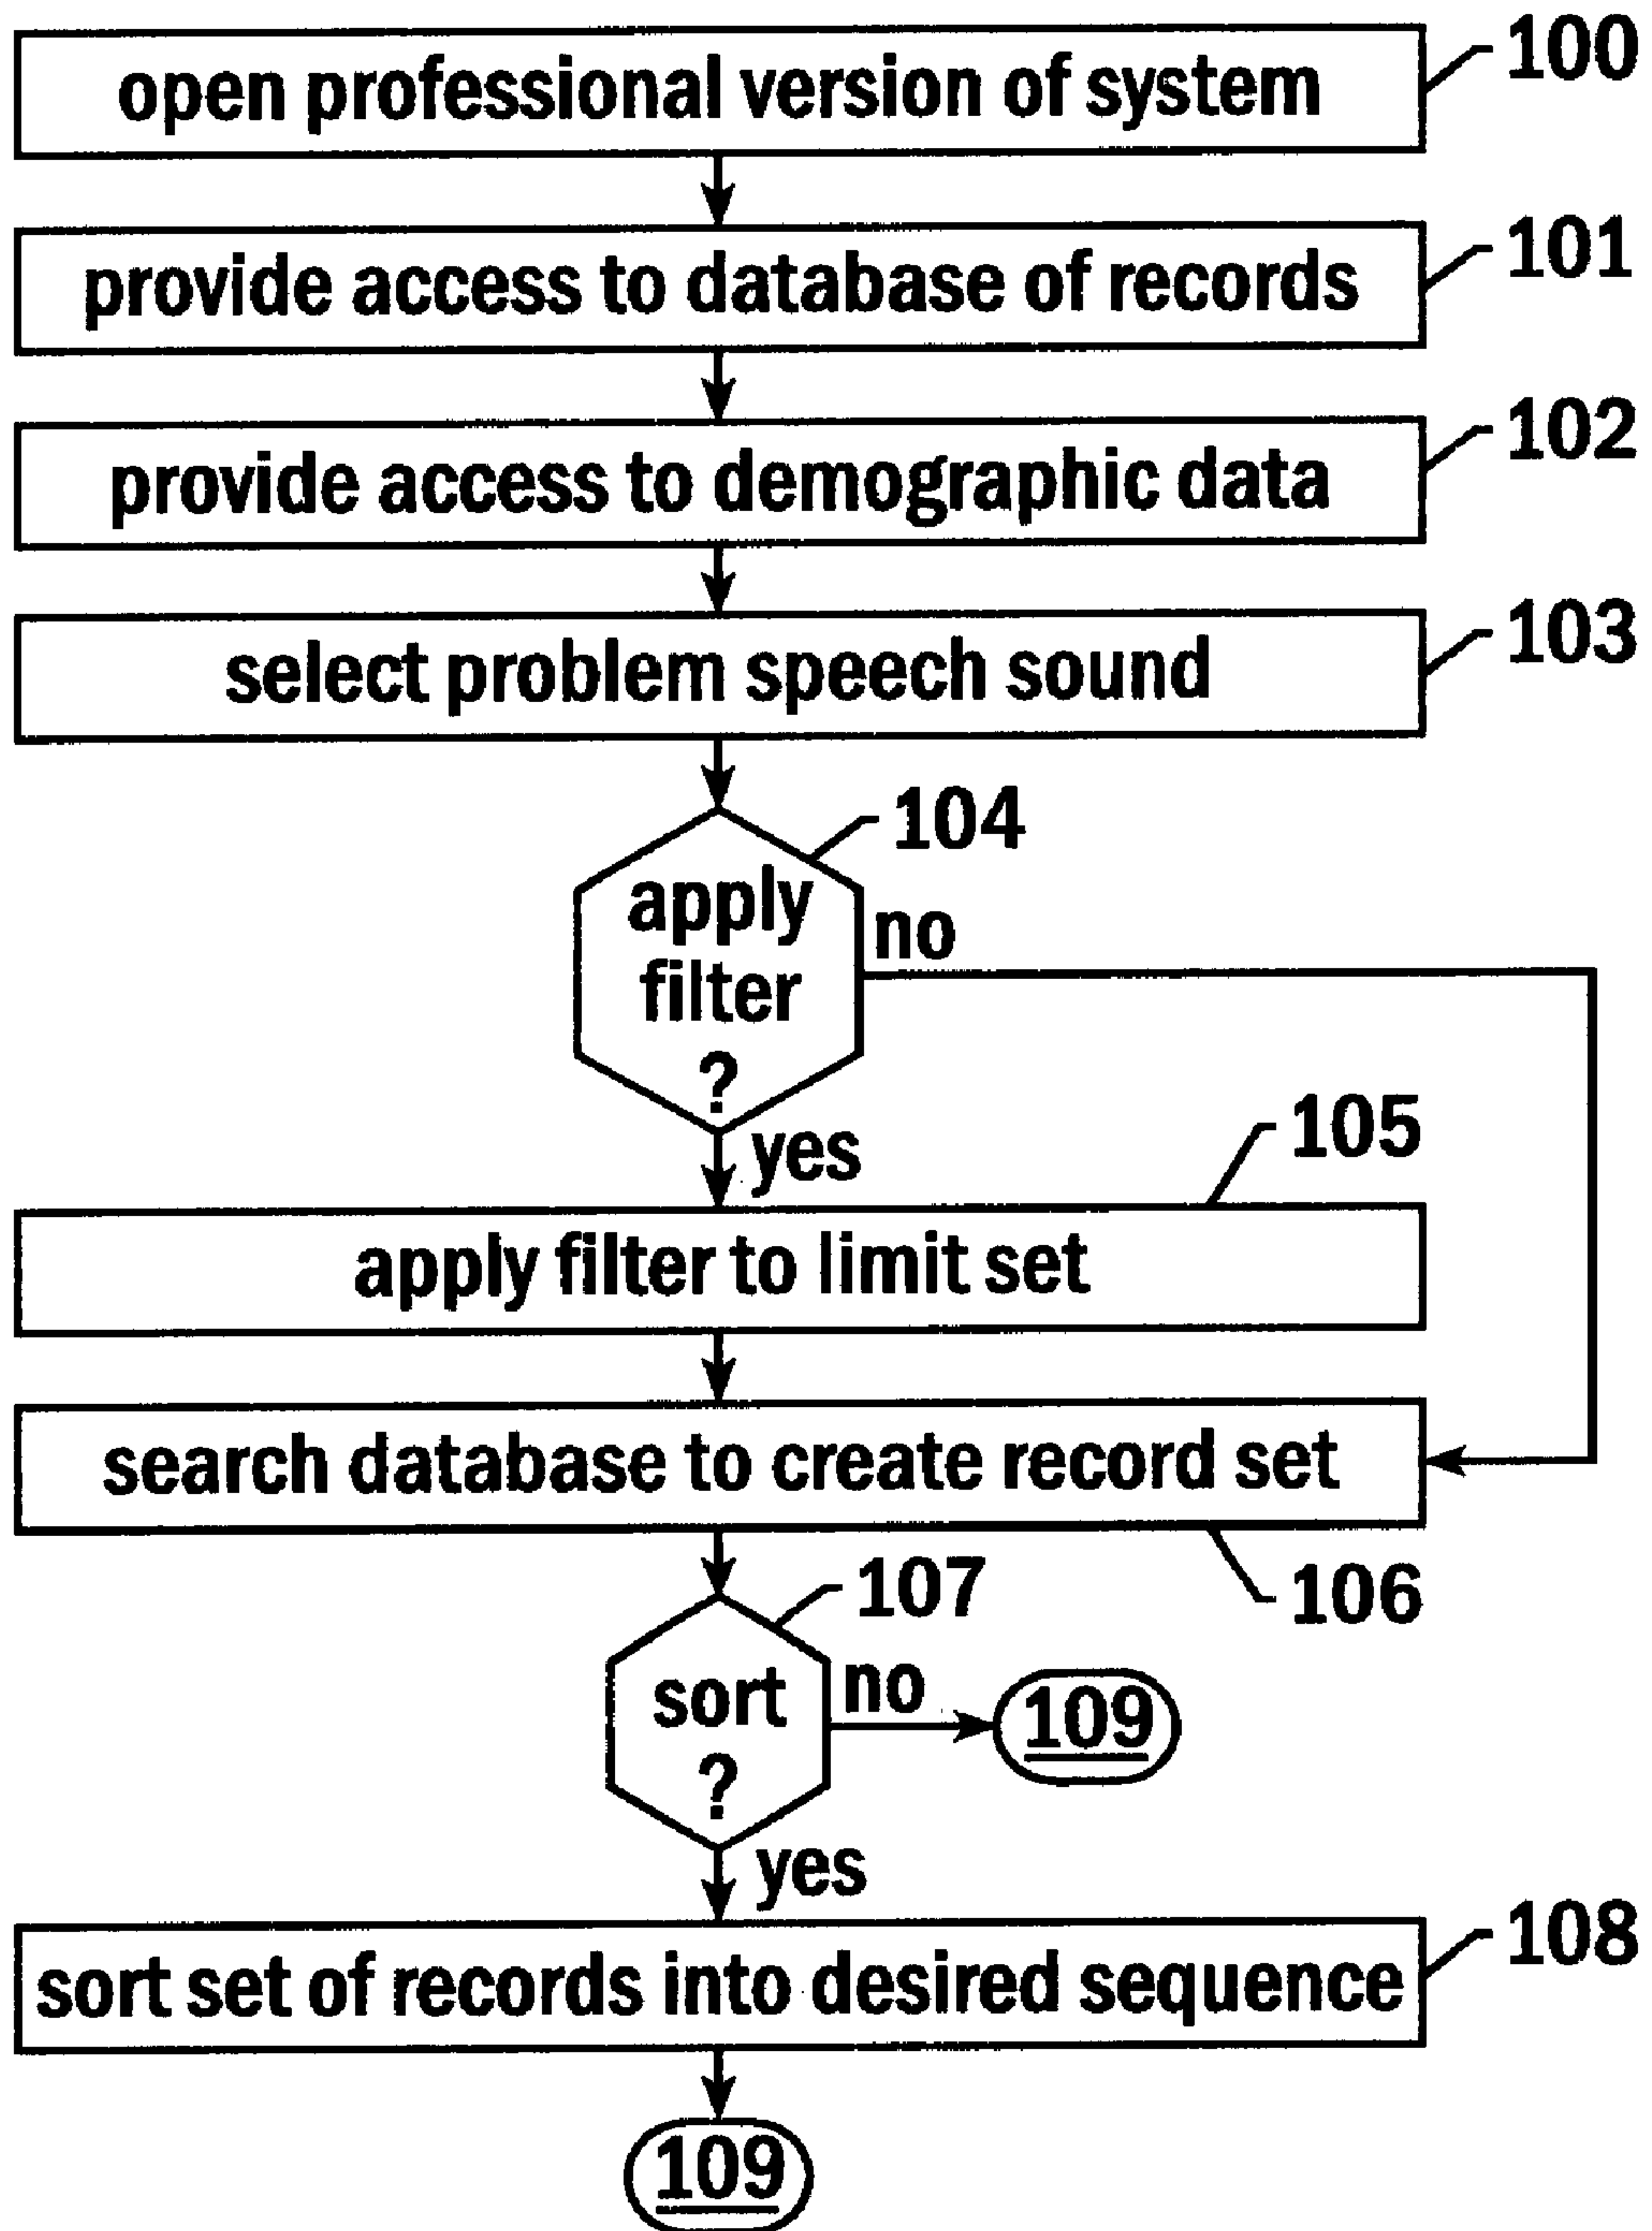 open professional version of system
100
provide access to database of records
101
provide access to demographic data
102
select problem speech sound
103
104
apply
filter
?
no
yes
105
apply filter to limit set
search database to create record set
106
107
sort
?
no
109
yes
sort set of records into desired sequence
108
109